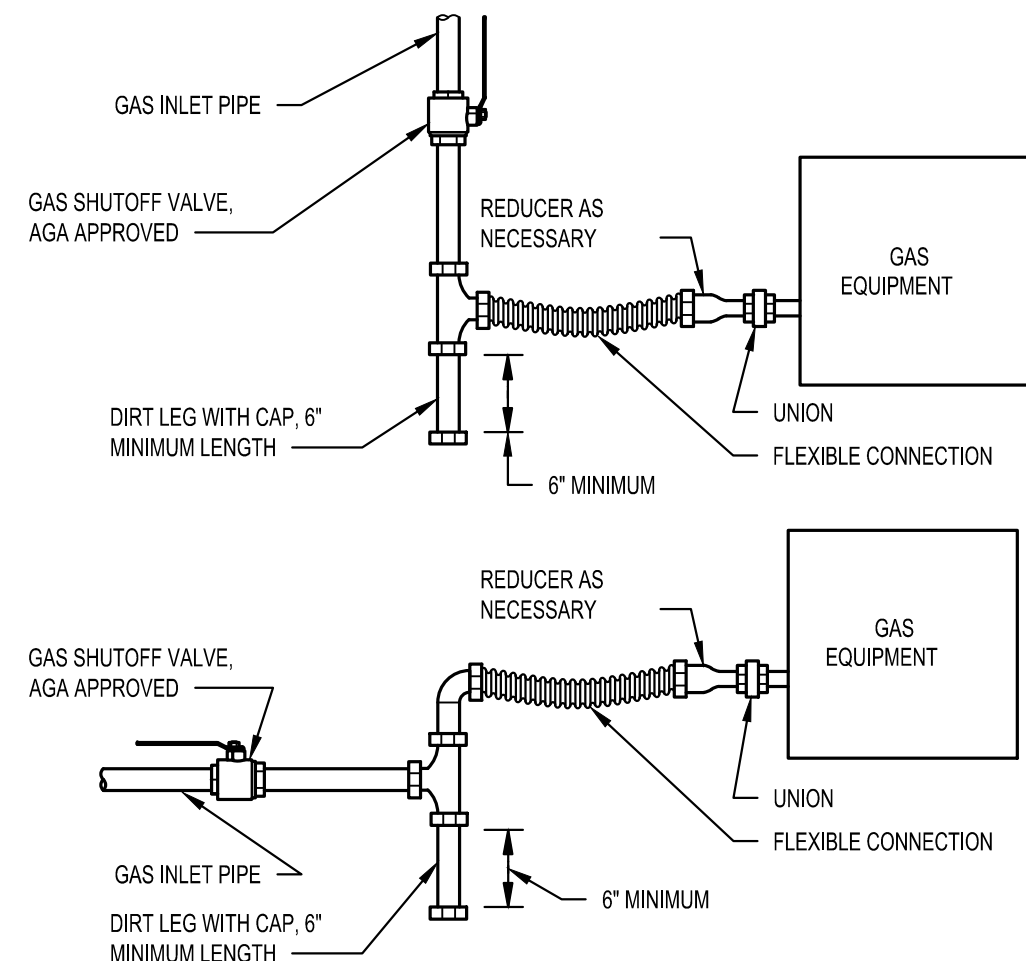 GAS INLET PIPE
GAS SHUTOFF VALVE,
AGA APPROVED
REDUCER AS
NECESSARY
GAS
EQUIPMENT
DIRT LEG WITH CAP, 6"
MINIMUM LENGTH
UNION
FLEXIBLE CONNECTION
6" MINIMUM
REDUCER AS
NECESSARY
GAS
EQUIPMENT
GAS SHUTOFF VALVE,
AGA APPROVED
UNION
FLEXIBLE CONNECTION
GAS INLET PIPE
6" MINIMUM
DIRT LEG WITH CAP, 6"
MINIMUM LENGTH